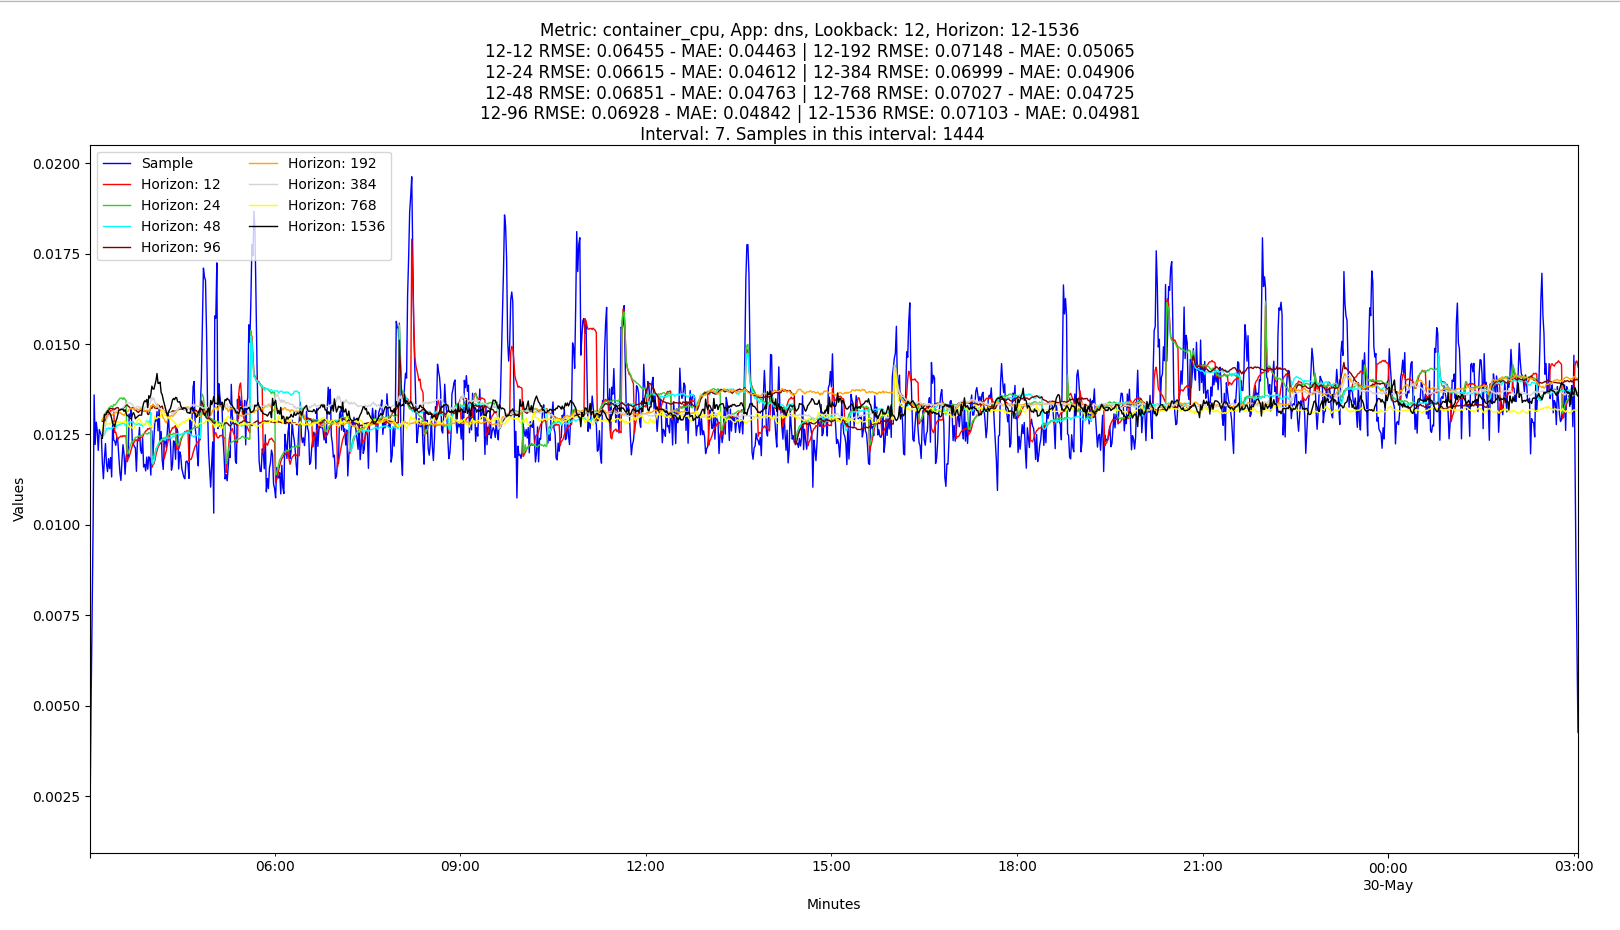 Metric: container_cpu, App: dns, Lookback: 12, Horizon: 12-1536
12-12 RMSE: 0.06455 - MAE: 0.04463 | 12-192 RMSE: 0.07148 - MAE: 0.05065
12-24 RMSE: 0.06615 - MAE: 0.04612 | 12-384 RMSE: 0.06999 - MAE: 0.04906
12-48 RMSE: 0.06851 - MAE: 0.04763 | 12-768 RMSE: 0.07027 - MAE: 0.04725
12-96 RMSE: 0.06928 - MAE: 0.04842 | 12-1536 RMSE: 0.07103 - MAE: 0.04981
Interval: 7. Samples in this interval: 1444
Sample
Horizon: 12
Horizon: 24
Horizon: 48
Horizon: 96
Horizon: 192
Horizon: 384
Horizon: 768
Horizon: 1536
Values
0.0200
0.0175
0.0150
0.0125
0.0100
0.0075
0.0050
0.0025
06:00
09:00
12:00
15:00
18:00
21:00
00:00
30-May
03:00
Minutes